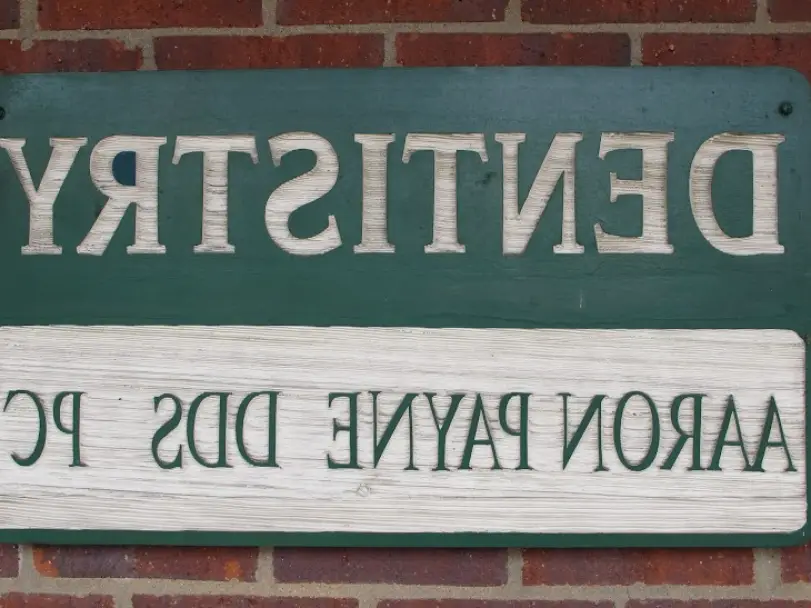 DENTISTRY
AARON PAYNE DDS PC